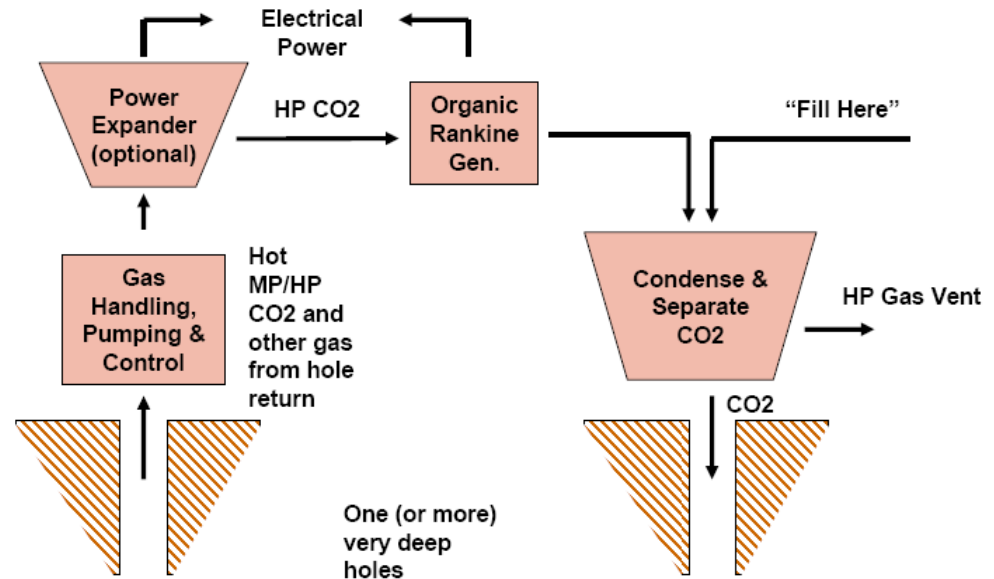 Electrical
Power
Power
Expander
(optional)
HP CO2
Organic
Rankine
Gen.
“Fill Here”
Gas
Handling,
Pumping &
Control
Hot
MP/HP
CO2 and
other gas
from hole
return
Condense &
Separate
CO2
HP Gas Vent
CO2
One (or more)
very deep
holes